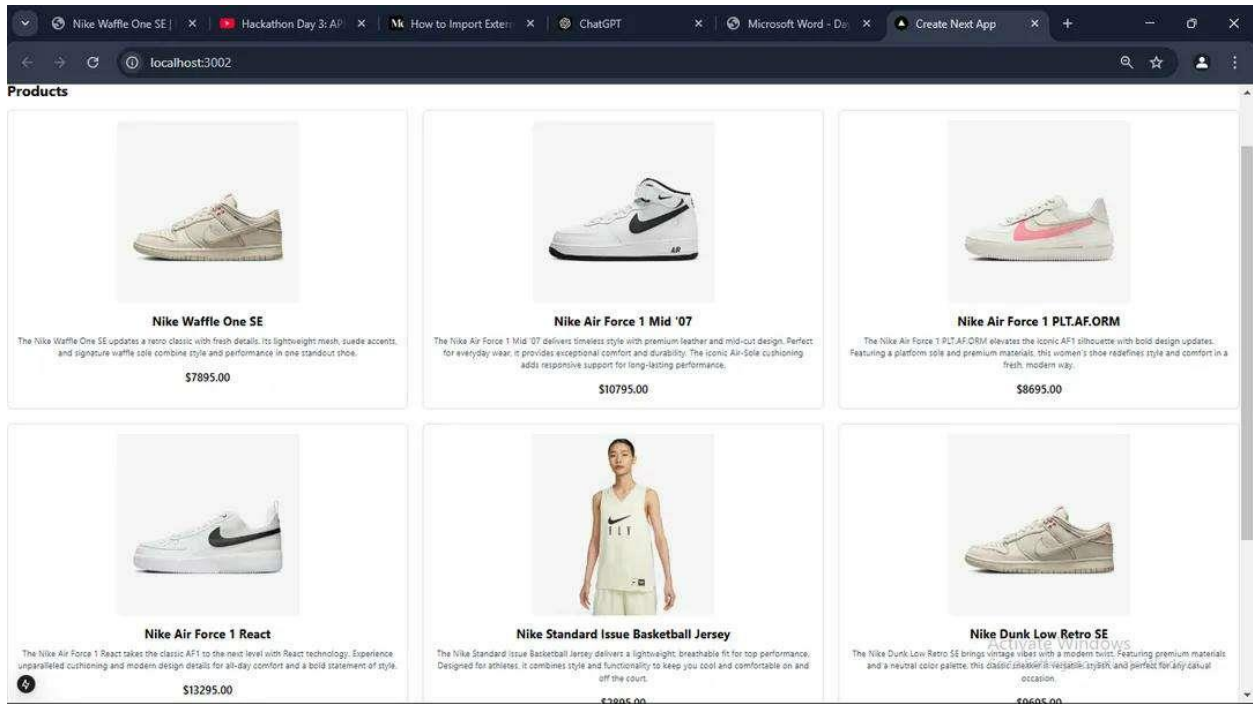 Nike Waffle One SE |
Hackathon Day 3: AP
How to Import Extern
ChatGPT
Microsoft Word - Da
Create Next App
localhost:3002
Products
Nike Waffle One SE
The Nike Waffle One SE updates a retro classic with fresh details. Its lightweight mesh, suede accents,
and signature waffle sole combine style and performance in one standout shoe.
$7895.00
AIR
Nike Air Force 1 Mid '07
The Nike Air Force 1 Mid '07 delivers timeless style with premium leather and mid-cut design. Perfect
for everyday wear, it provides exceptional comfort and durability. The iconic Air-Sole cushioning
adds responsive support for long-lasting performance.
$10795.00
Nike Air Force 1 PLT.AF.ORM
The Nike Air Force 1 PLT.AF.ORM elevates the iconic AF1 silhouette with bold design updates.
Featuring a platform sole and premium materials, this women's shoe redefines style and comfort in a
fresh, modern way.
$8695.00
Nike Air Force 1 React
The Nike Air Force 1 React takes the classic AF1 to the next level with React technology. Experience
unparalleled cushioning and modern design details for all-day comfort and a bold statement of style.
$13295.00
FLY
Nike Standard Issue Basketball Jersey
The Nike Standard Issue Basketball Jersey delivers a lightweight, breathable fit for top performance.
Designed for athletes, it combines style and functionality to keep you cool and comfortable on and
off the court.
$2895.00
Nike Dunk Low Retro SE
The Nike Dunk Low Retro SE brings vintage vibes with a modern twist. Featuring premium materials
and a neutral color palette, this classic sneaker is versatile, stylish, and perfect for any casual
occasion.
$9695.00
Activate Windows